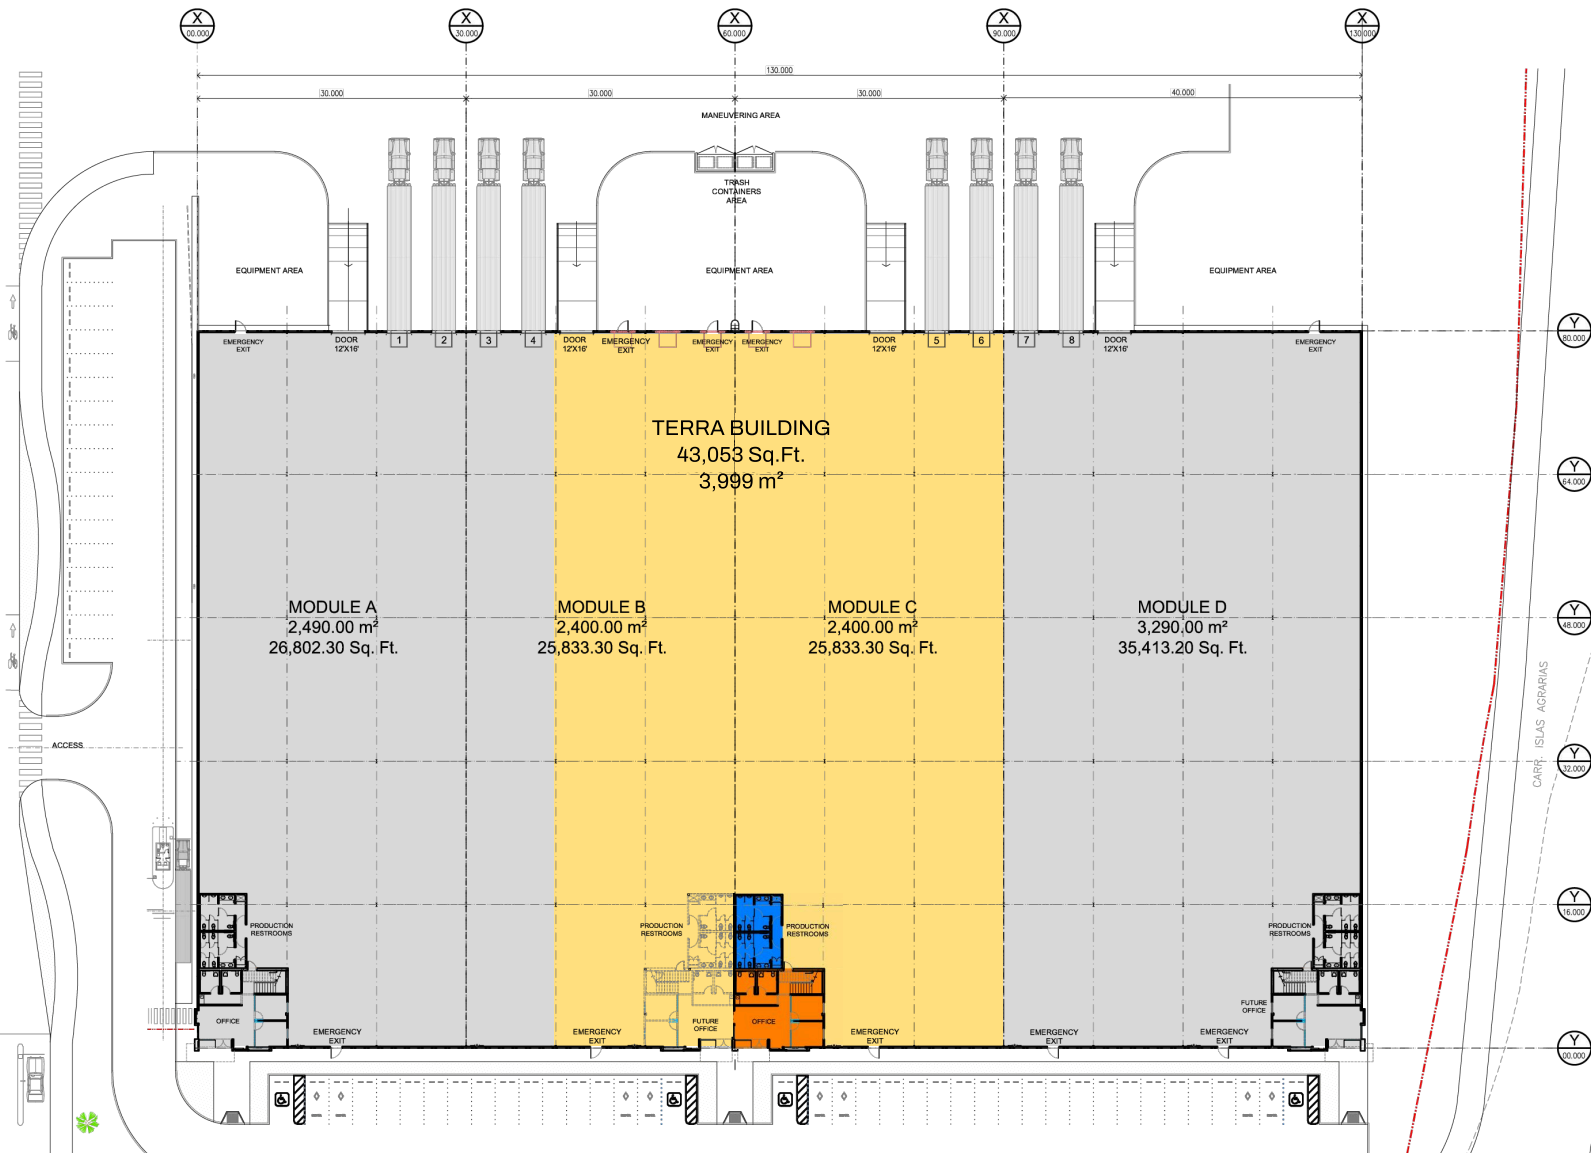 X
00.000
X
30.000
X
60.000
X
90.000
X
130.000
130.000
30.000
30.000
30.000
40.000
MANEUVERING AREA
TRASH
CONTAINERS
AREA
EQUIPMENT AREA
EQUIPMENT AREA
EQUIPMENT AREA
EMERGENCY
EXIT
DOOR
12'X16'
1
2
3
4
DOOR
12'X16'
EMERGENCY
EXIT
EMERGENCY
EXIT
EMERGENCY
EXIT
DOOR
12'X16'
5
6
7
8
DOOR
12'X16'
EMERGENCY
EXIT
Y
80.000
TERRA BUILDING
43,053 Sq.Ft.
3,999 m²
Y
64.000
MODULE A
2,490.00 m²
26,802.30 Sq. Ft.
MODULE B
2,400.00 m²
25,833.30 Sq. Ft.
MODULE C
2,400.00 m²
25,833.30 Sq. Ft.
MODULE D
3,290.00 m²
35,413.20 Sq. Ft.
Y
48.000
CARR. ISLAS AGRARIAS
ACCESS
Y
32.000
Y
16.000
PRODUCTION
RESTROOMS
PRODUCTION
RESTROOMS
PRODUCTION
RESTROOMS
PRODUCTION
RESTROOMS
OFFICE
FUTURE
OFFICE
OFFICE
FUTURE
OFFICE
EMERGENCY
EXIT
EMERGENCY
EXIT
EMERGENCY
EXIT
EMERGENCY
EXIT
EMERGENCY
EXIT
Y
00.000